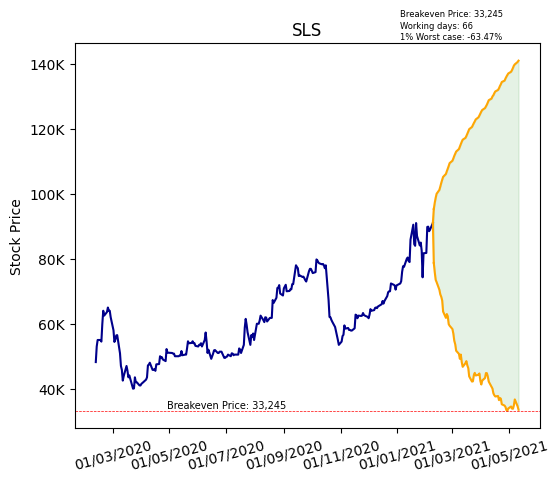 Breakeven Price: 33,245
Working days: 66
1% Worst case: -63.47%
SLS
Stock Price
140K
120K
100K
80K
60K
40K
Breakeven Price: 33,245
01/03/2020
01/05/2020
01/07/2020
01/09/2020
01/11/2020
01/01/2021
01/03/2021
01/05/2021